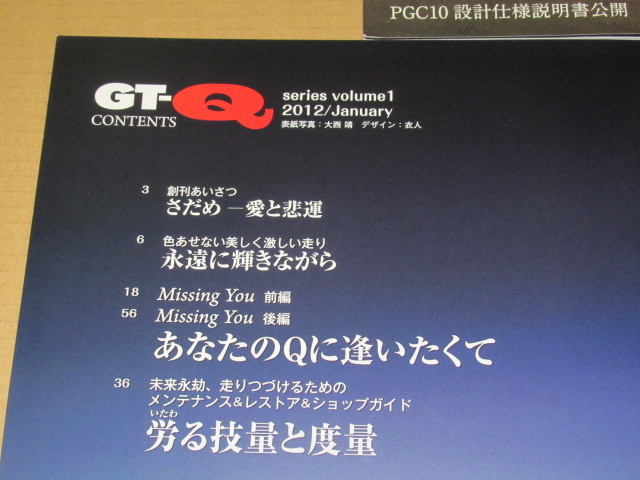 PGC10 設計仕様説明書公開
GT-Q
CONTENTS
series volume1
2012/January
表紙写真：大西 靖　デザイン：衣人
3 創刊あいさつ
さだめ ―愛と悲運
6 色あせない美しく激しい走り
永遠に輝きながら
18 Missing You 前編
56 Missing You 後編
あなたのQに逢いたくて
36 未来永劫、走りつづけるための
メンテナンス&レストア&ショップガイド
いたわ
労る技量と度量